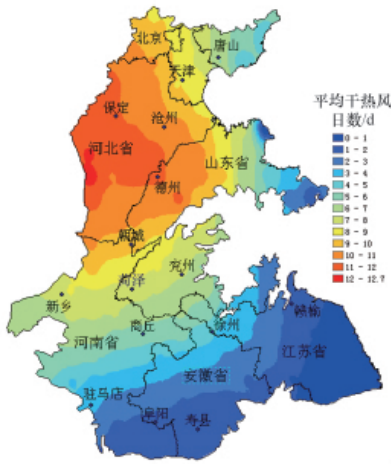 北京
唐山
天津
平均干热风
日数/d
保定
沧州
0 - 1
1 - 2
2 - 3
3 - 4
4 - 5
5 - 6
6 - 7
7 - 8
8 - 9
9 - 10
10 - 11
11 - 12
12 - 12.7
河北省
山东省
德州
聊城
兖州
菏泽
新乡
赣榆
商丘
徐州
河南省
江苏省
安徽省
驻马店
阜阳
寿县